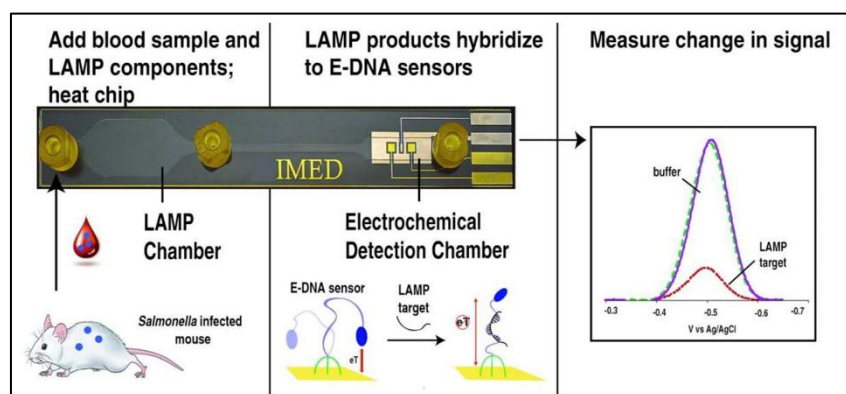 Add blood sample and
LAMP components;
heat chip
LAMP products hybridize
to E-DNA sensors
Measure change in signal
IMED
LAMP
Chamber
Electrochemical
Detection Chamber
Salmonella infected
mouse
E-DNA sensor
LAMP
target
eT
eT
buffer
LAMP
target
-0.3 -0.4 -0.5 -0.6 -0.7
V vs Ag/AgCl